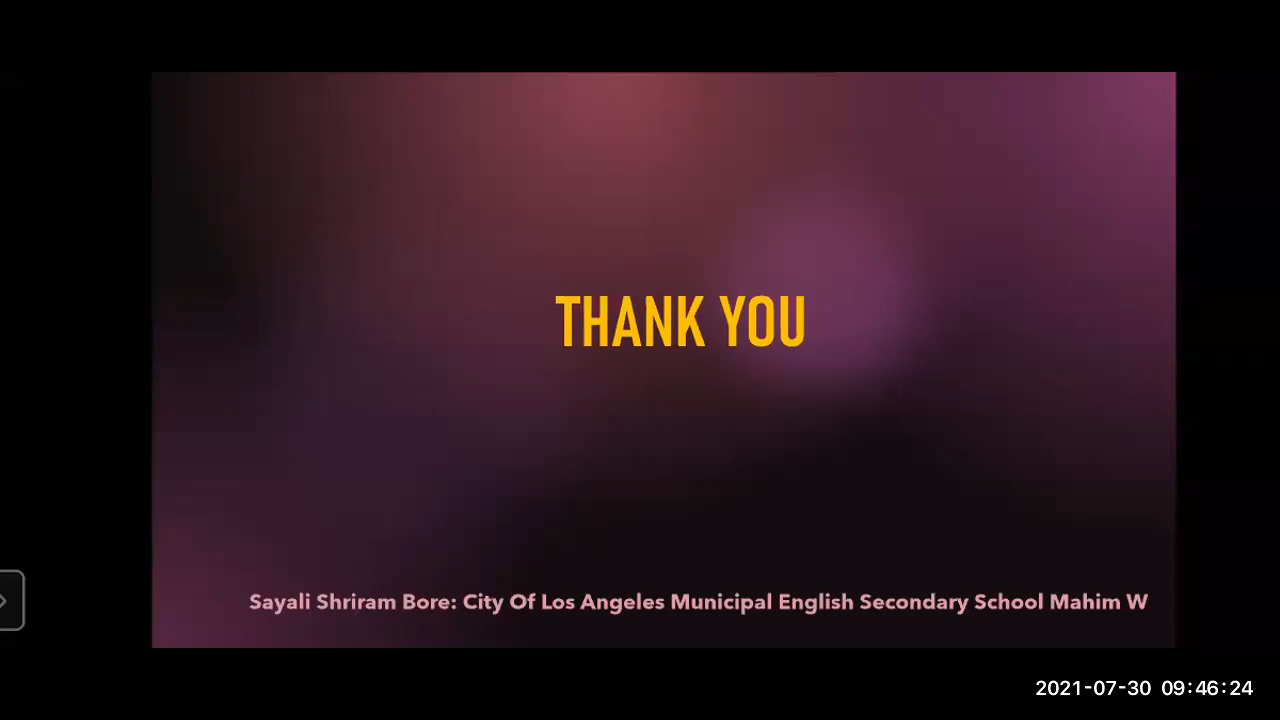 THANK YOU
Sayali Shriram Bore: City Of Los Angeles Municipal English Secondary School Mahim W
2021-07-30 09:46:24